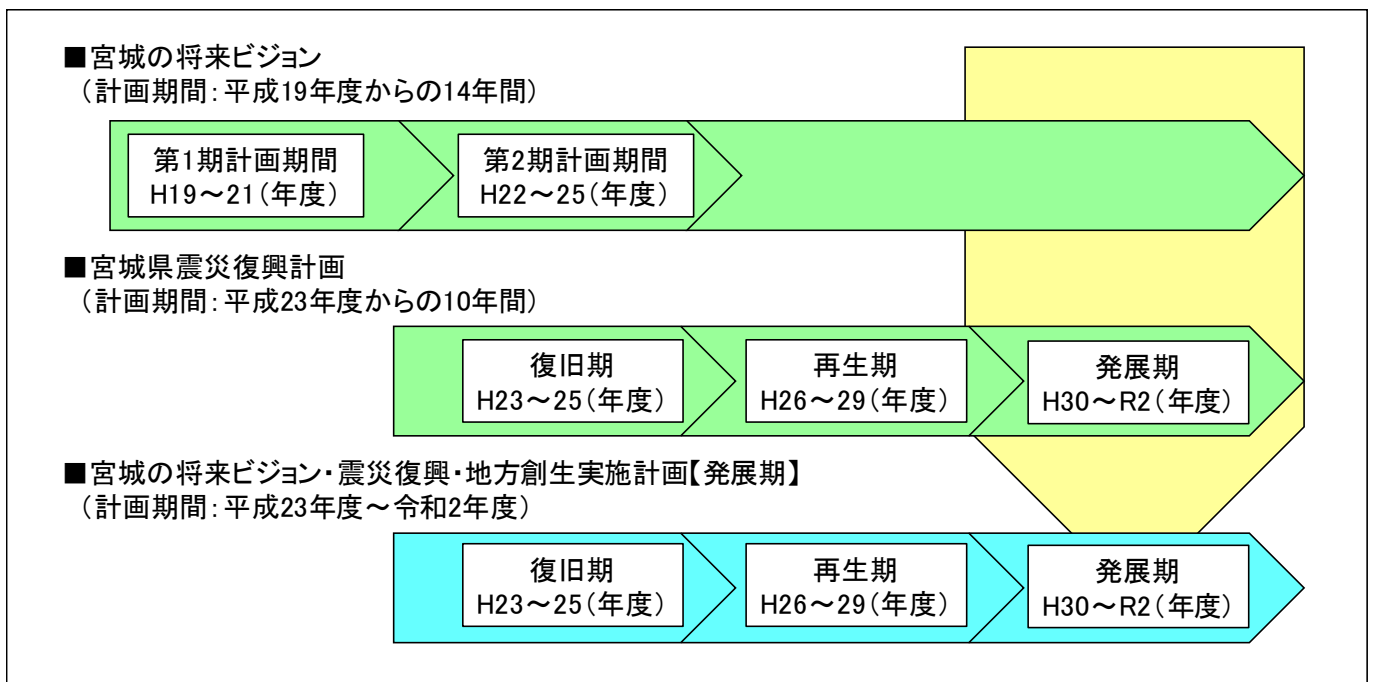 ■宮城の将来ビジョン
（計画期間：平成19年度からの14年間）
第1期計画期間
H19～21（年度）
第2期計画期間
H22～25（年度）
■宮城県震災復興計画
（計画期間：平成23年度からの10年間）
復旧期
H23～25（年度）
再生期
H26～29（年度）
発展期
H30～R2（年度）
■宮城の将来ビジョン・震災復興・地方創生実施計画【発展期】
（計画期間：平成23年度～令和2年度）
復旧期
H23～25（年度）
再生期
H26～29（年度）
発展期
H30～R2（年度）